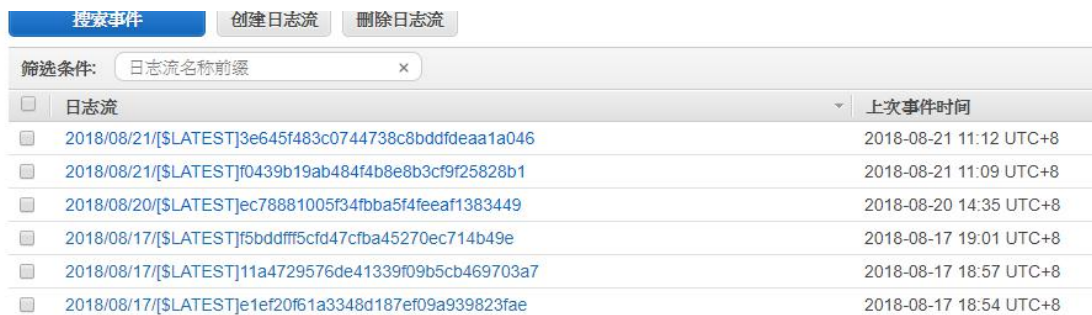 搜索事件 创建日志流 删除日志流
筛选条件: 日志流名称前缀 ×
日志流 上次事件时间
2018/08/21/[$LATEST]3e645f483c0744738c8bddfdeaa1a046 2018-08-21 11:12 UTC+8
2018/08/21/[$LATEST]f0439b19ab484f4b8e8b3cf9f25828b1 2018-08-21 11:09 UTC+8
2018/08/20/[$LATEST]ec78881005f34fbba5f4feeaf1383449 2018-08-20 14:35 UTC+8
2018/08/17/[$LATEST]f5bddfff5cfd47cfba45270ec714b49e 2018-08-17 19:01 UTC+8
2018/08/17/[$LATEST]11a4729576de41339f09b5cb469703a7 2018-08-17 18:57 UTC+8
2018/08/17/[$LATEST]e1ef20f61a3348d187ef09a939823fae 2018-08-17 18:54 UTC+8